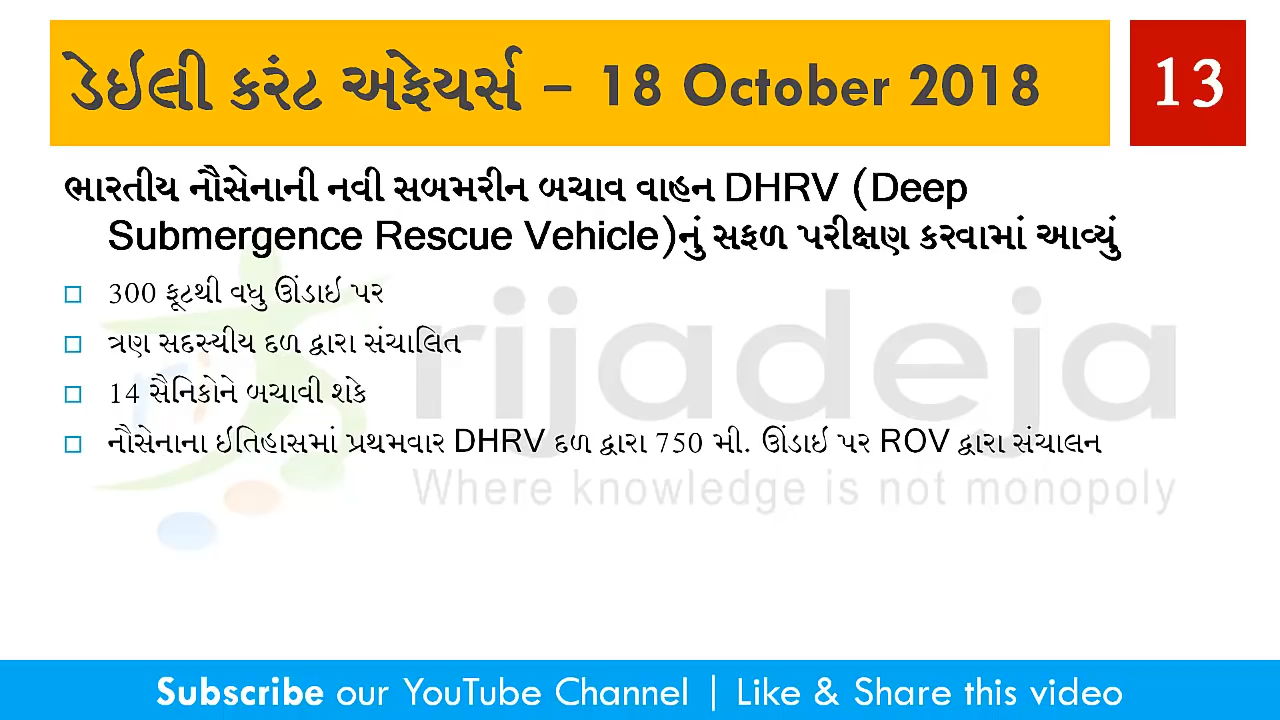 ડેઇલી કરંટ અફેયર્સ – 18 October 2018
13
ભારતીય નૌસેનાની નવી સબમરીન બચાવ વાહન DHRV (Deep
Submergence Rescue Vehicle)નું સફળ પરીક્ષણ કરવામાં આવ્યું
300 ફૂટથી વધુ ઊંડાઇ પર
ત્રણ સદસ્યીય દળ દ્વારા સંચાલિત
14 સૈનિકોને બચાવી શકે
નૌસેનાના ઇતિહાસમાં પ્રથમવાર DHRV દળ દ્વારા 750 મી. ઊંડાઇ પર ROV દ્વારા સંચાલન
rijadeja
Where knowledge is not monopoly
Subscribe our YouTube Channel | Like & Share this video